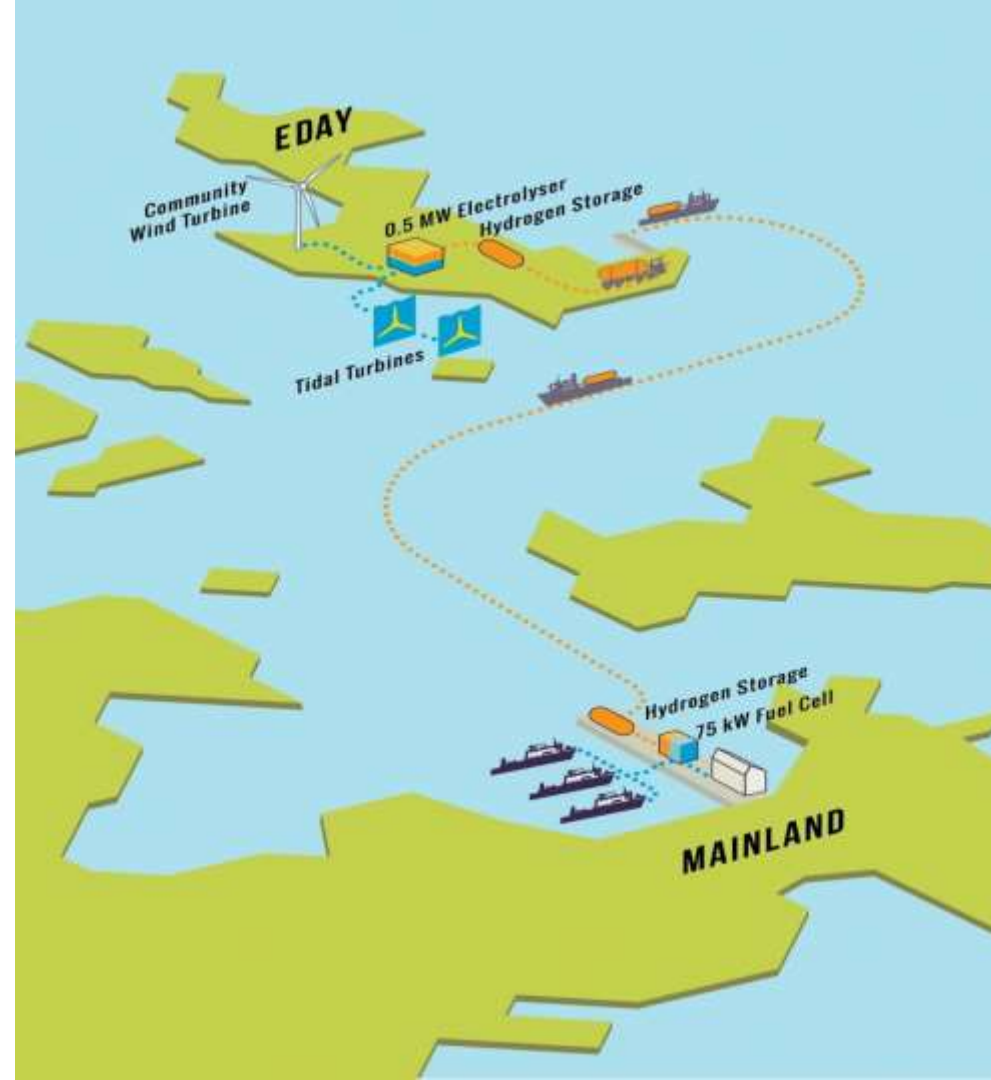 EDAY
Community
Wind Turbine
0.5 MW Electrolyser
Hydrogen Storage
Tidal Turbines
Hydrogen Storage
75 kW Fuel Cell
MAINLAND